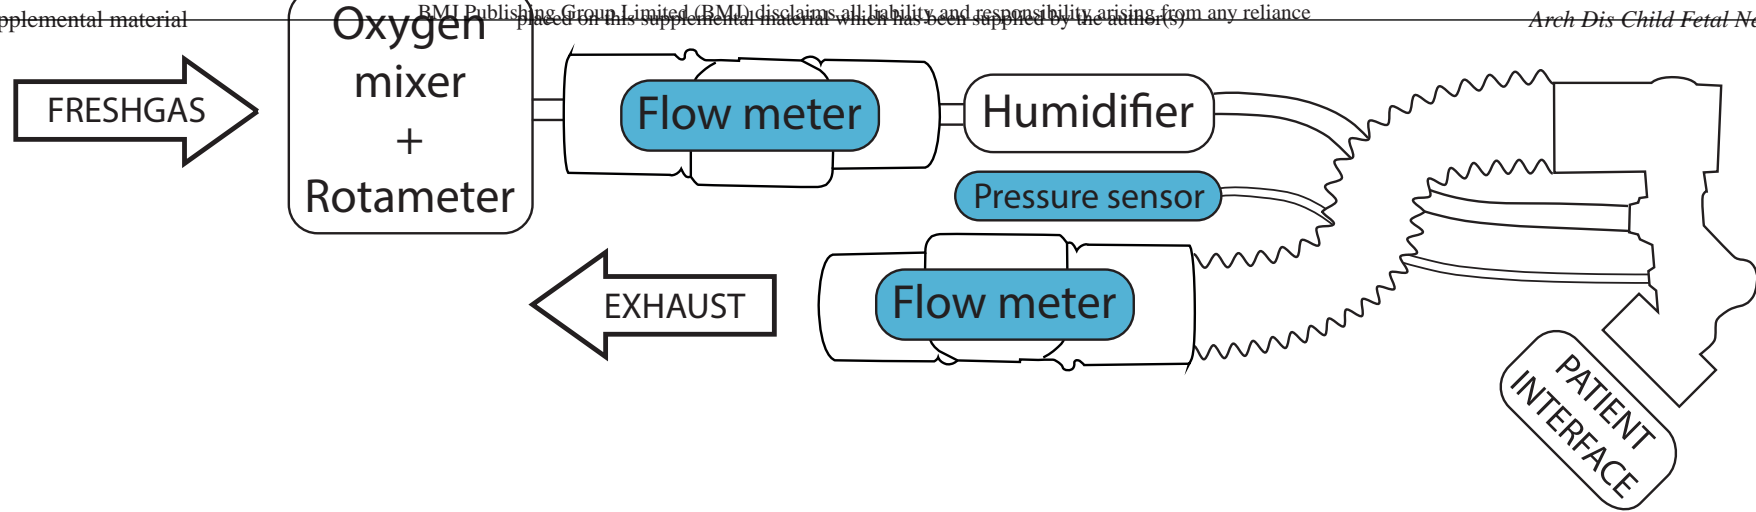 pplemental material
BMJ Publishing Group Limited (BMJ) disclaims all liability and responsibility arising from any reliance
placed on this supplemental material which has been supplied by the author(s)
Arch Dis Child Fetal Ne
FRESHGAS
Oxygen
mixer
+
Rotameter
Flow meter
Humidifier
Pressure sensor
EXHAUST
Flow meter
PATIENT
INTERFACE